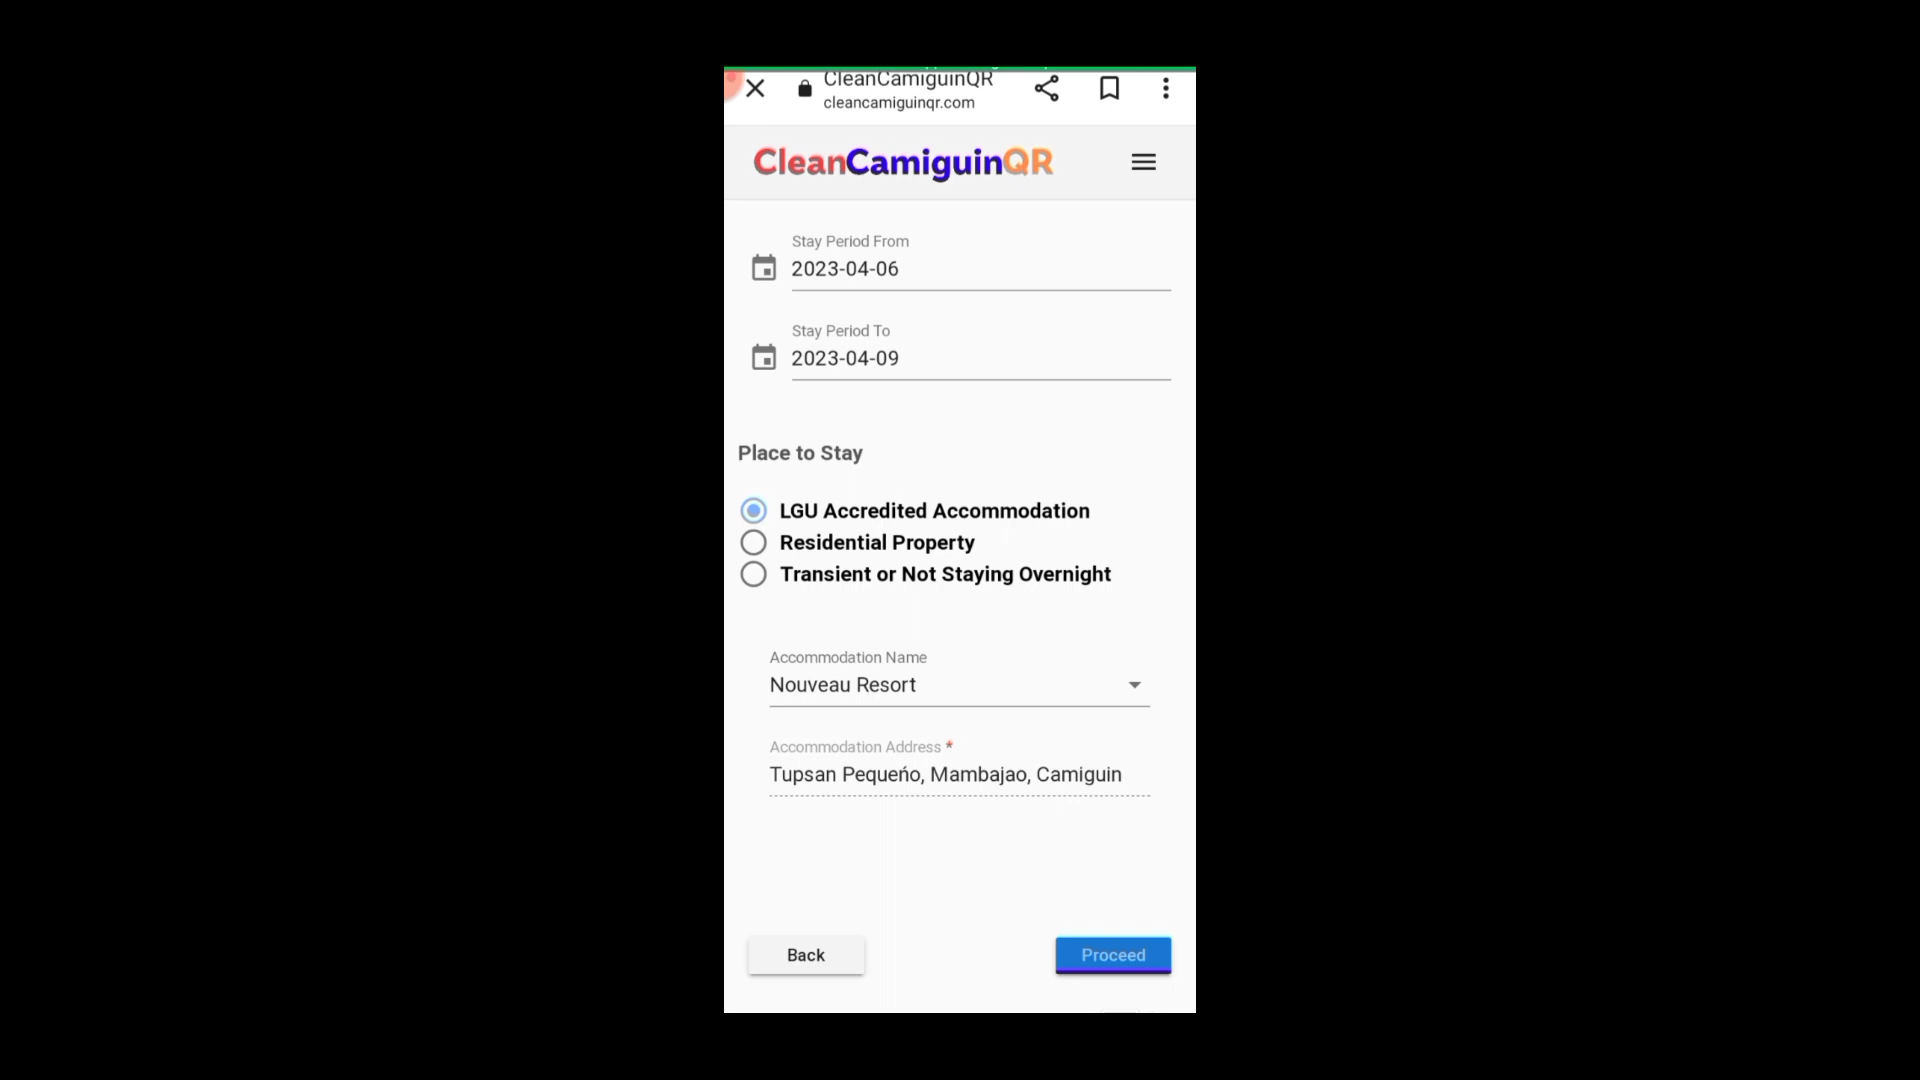 CleanCamiguinQR
cleancamiguinqr.com
CleanCamiguinQR
Stay Period From
2023-04-06
Stay Period To
2023-04-09
Place to Stay
LGU Accredited Accommodation
Residential Property
Transient or Not Staying Overnight
Accommodation Name
Nouveau Resort
Accommodation Address *
Tupsan Pequeńo, Mambajao, Camiguin
Back
Proceed